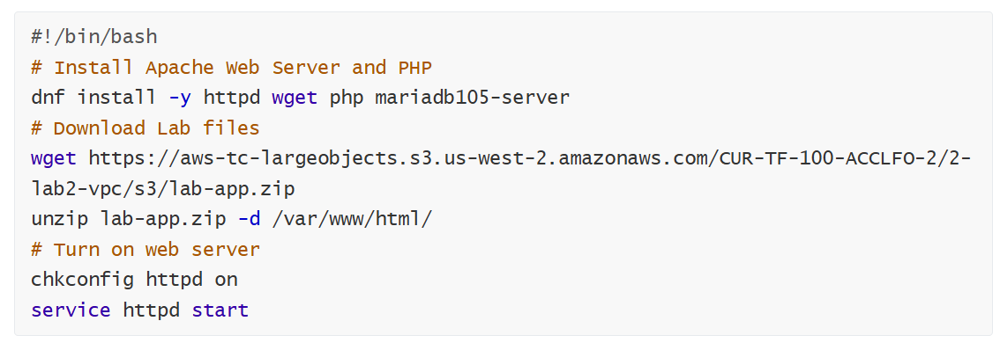 #!/bin/bash
# Install Apache Web Server and PHP
dnf install -y httpd wget php mariadb105-server
# Download Lab files
wget https://aws-tc-largeobjects.s3.us-west-2.amazonaws.com/CUR-TF-100-ACCLFO-2/2-
lab2-vpc/s3/lab-app.zip
unzip lab-app.zip -d /var/www/html/
# Turn on web server
chkconfig httpd on
service httpd start